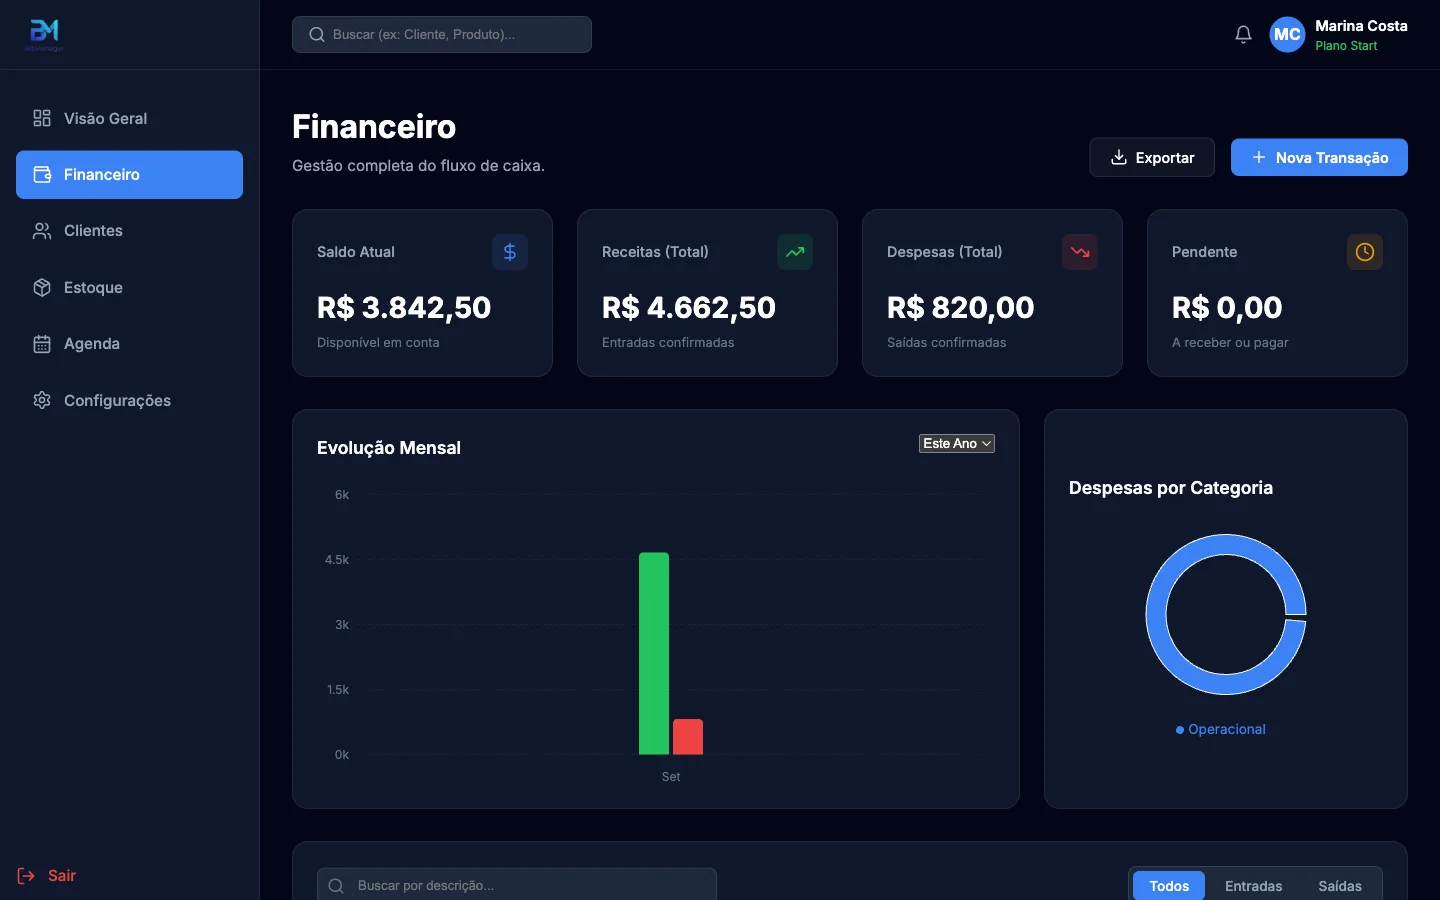 BM
Buscar (ex: Cliente, Produto)...
MC
Marina Costa
Plano Start
Visão Geral
Financeiro
Clientes
Estoque
Agenda
Configurações
Sair
Financeiro
Gestão completa do fluxo de caixa.
Exportar
Nova Transação
Saldo Atual
R$ 3.842,50
Disponível em conta
Receitas (Total)
R$ 4.662,50
Entradas confirmadas
Despesas (Total)
R$ 820,00
Saídas confirmadas
Pendente
R$ 0,00
A receber ou pagar
Evolução Mensal
Este Ano
6k
4.5k
3k
1.5k
0k
Set
Despesas por Categoria
Operacional
Buscar por descrição...
Todos
Entradas
Saídas